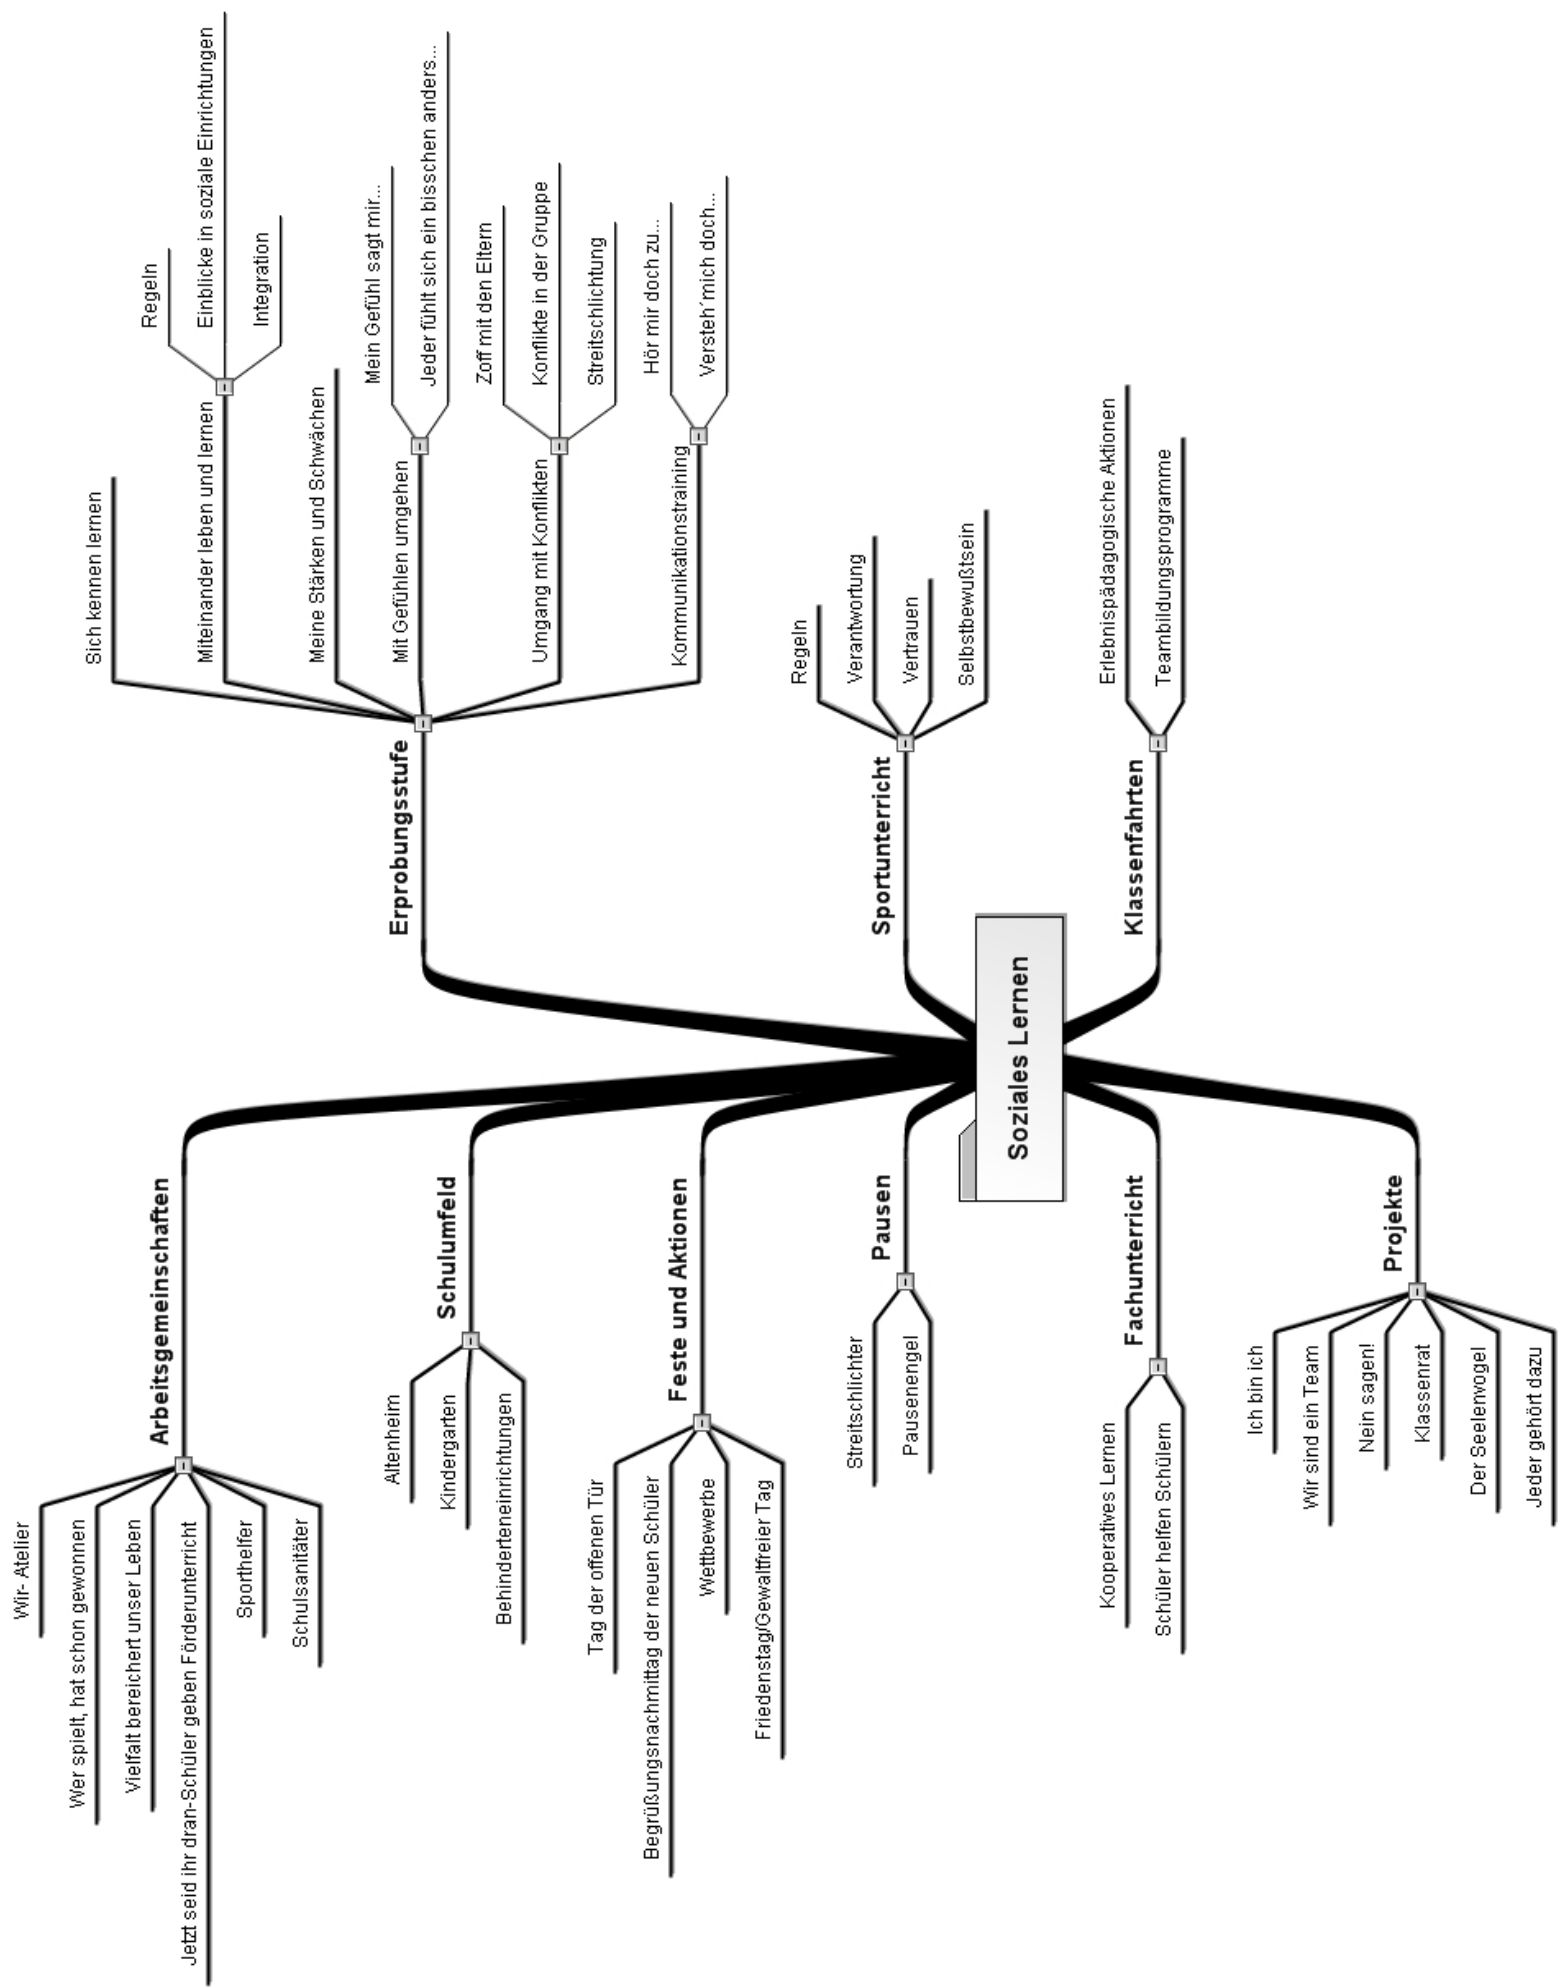 Soziales Lernen
Erprobungsstufe
Sich kennen lernen
Miteinander leben und lernen
Regeln
Einblicke in soziale Einrichtungen
Integration
Meine Stärken und Schwächen
Mit Gefühlen umgehen
Mein Gefühl sagt mir...
Jeder fühlt sich ein bisschen anders...
Umgang mit Konflikten
Zoff mit den Eltern
Konflikte in der Gruppe
Streitschlichtung
Kommunikationstraining
Hör mir doch zu...
Versteh´mich doch...
Sportunterricht
Regeln
Verantwortung
Vertrauen
Selbstbewußtsein
Klassenfahrten
Erlebnispädagogische Aktionen
Teambildungsprogramme
Arbeitsgemeinschaften
Wir- Atelier
Wer spielt, hat schon gewonnen
Vielfalt bereichert unser Leben
Jetzt seid ihr dran-Schüler geben Förderunterricht
Sporthelfer
Schulsanitäter
Schulumfeld
Altenheim
Kindergarten
Behinderteneinrichtungen
Feste und Aktionen
Tag der offenen Tür
Begrüßungsnachmittag der neuen Schüler
Wettbewerbe
Friedenstag/Gewaltfreier Tag
Pausen
Streitschlichter
Pausenengel
Fachunterricht
Kooperatives Lernen
Schüler helfen Schülern
Projekte
Ich bin ich
Wir sind ein Team
Nein sagen!
Klassenrat
Der Seelenvogel
Jeder gehört dazu